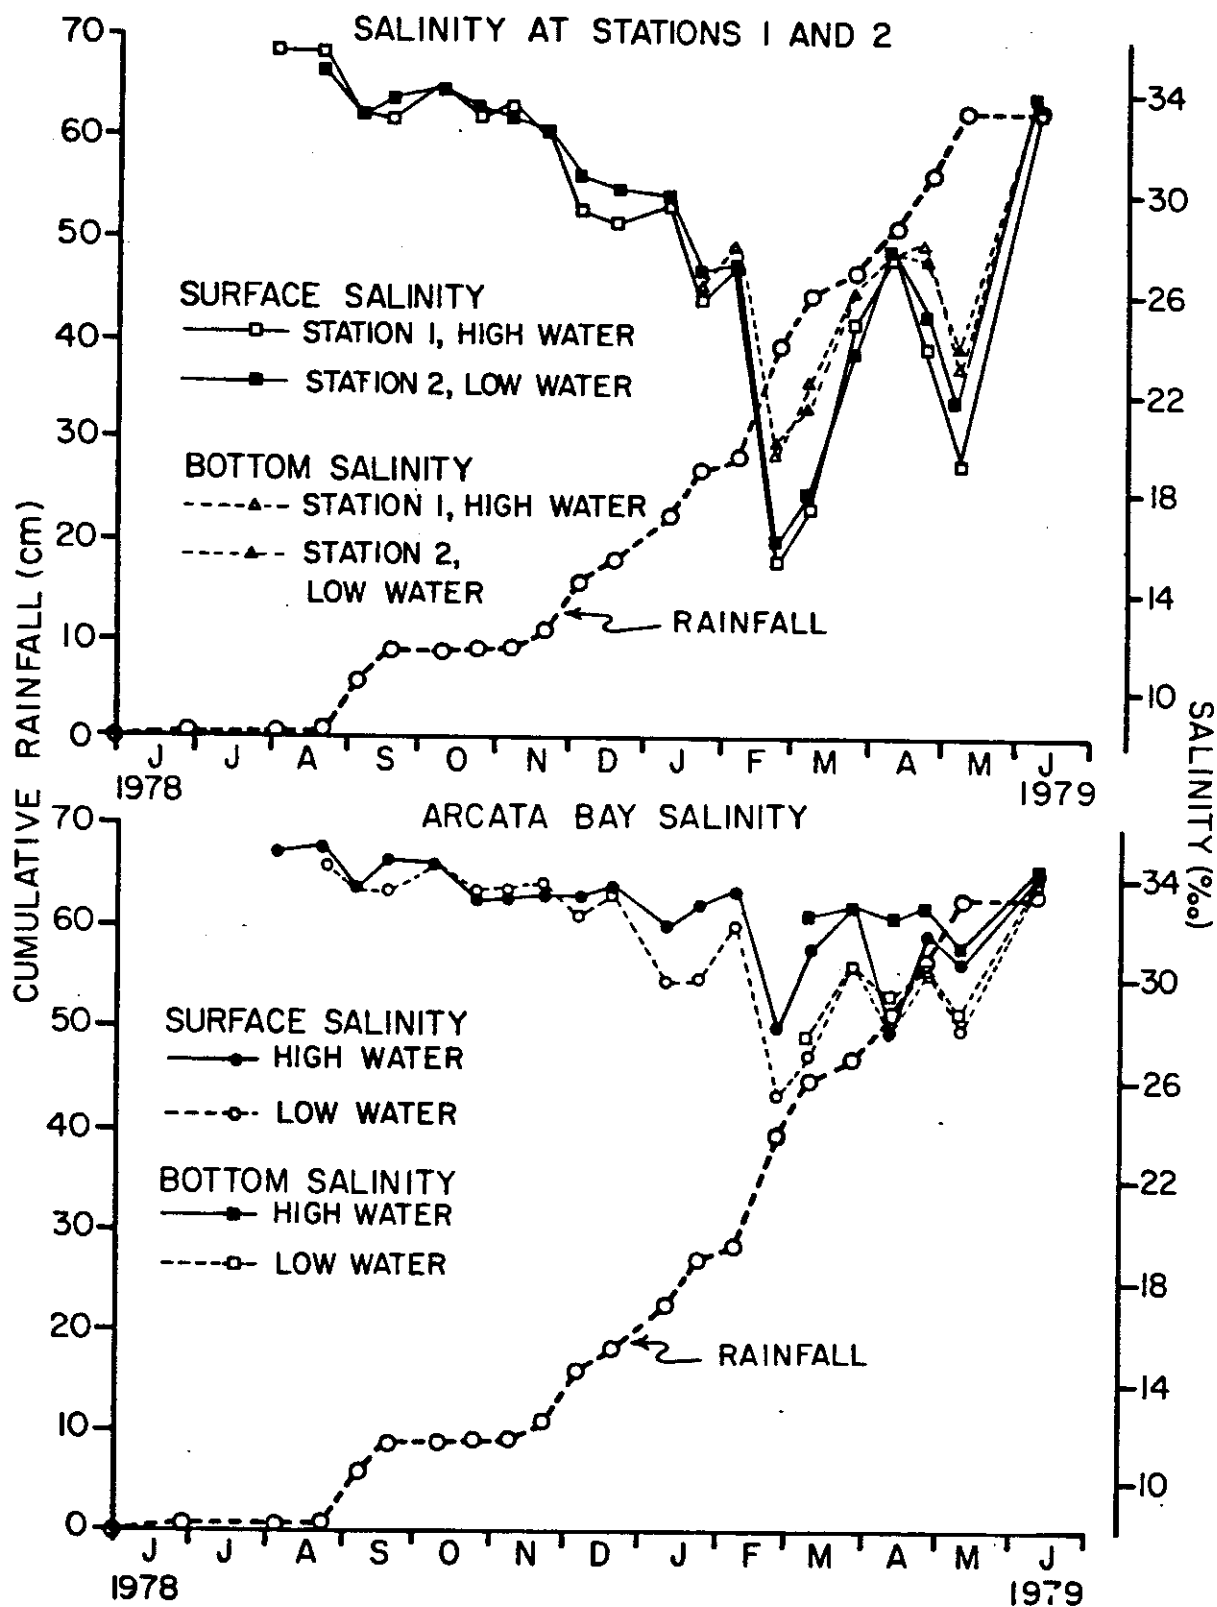 SALINITY AT STATIONS 1 AND 2
70
60
50
40
30
20
10
0
34
30
26
22
18
14
10
SURFACE SALINITY
STATION 1, HIGH WATER
STATION 2, LOW WATER
BOTTOM SALINITY
STATION 1, HIGH WATER
STATION 2,
LOW WATER
RAINFALL
J J A S O N D J F M A M J
1978 1979
CUMULATIVE RAINFALL (cm)
SALINITY (‰)
ARCATA BAY SALINITY
70
60
50
40
30
20
10
0
34
30
26
22
18
14
10
SURFACE SALINITY
HIGH WATER
LOW WATER
BOTTOM SALINITY
HIGH WATER
LOW WATER
RAINFALL
J J A S O N D J F M A M J
1978 1979